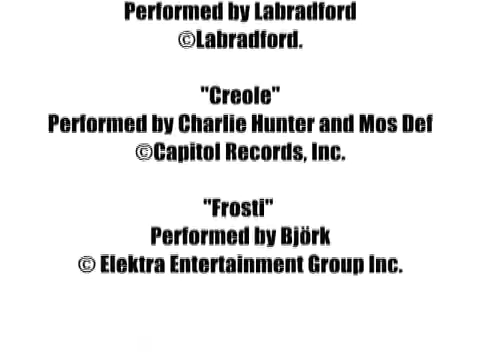 Performed by Labradford
©Labradford.
"Creole"
Performed by Charlie Hunter and Mos Def
©Capitol Records, Inc.
"Frosti"
Performed by Björk
© Elektra Entertainment Group Inc.